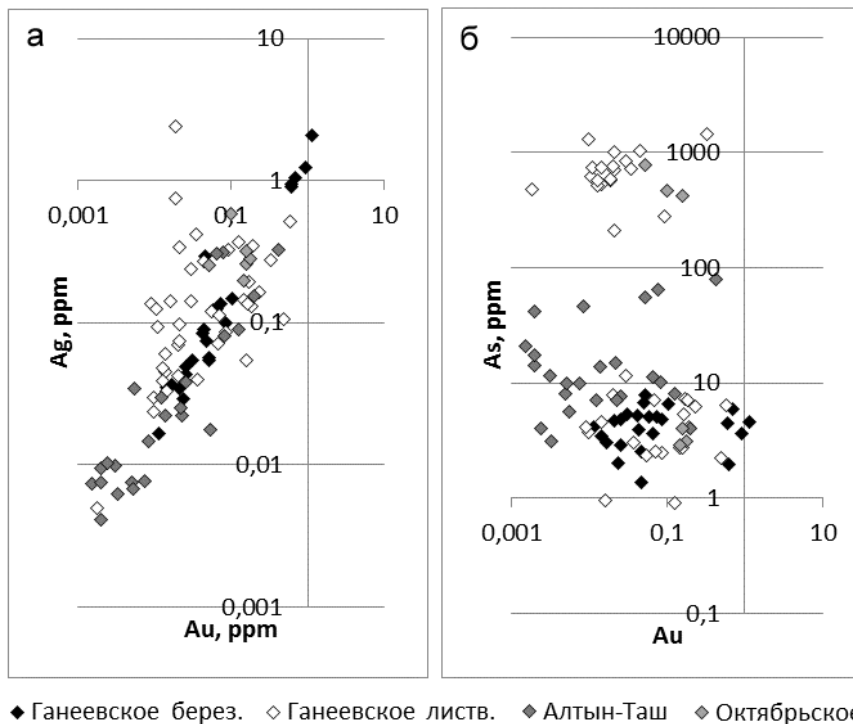 а
10
Ag, ppm
1
0,001
0,1
10
0,1
0,01
0,001
Au, ppm
б
10000
As, ppm
1000
100
10
1
0,001
0,1
10
0,1
Au
Ганеевское берез.
Ганеевское листв.
Алтын-Таш
Октябрьское